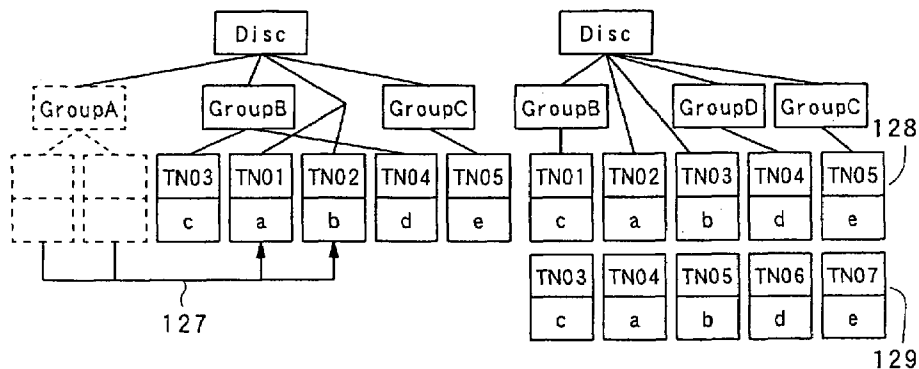 Disc
Disc
GroupA
GroupB
GroupC
GroupB
GroupD
GroupC
128
TN03
TN01
TN02
TN04
TN05
TN01
TN02
TN03
TN04
TN05
c
a
b
d
e
c
a
b
d
e
TN03
TN04
TN05
TN06
TN07
c
a
b
d
e
127
129